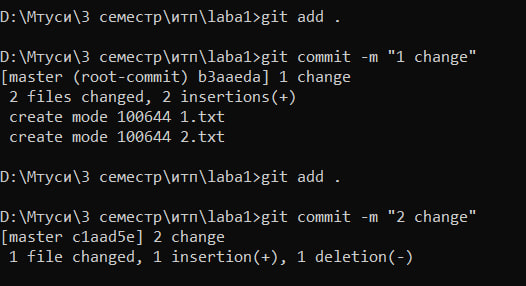 D:\Мтуси\3 семестр\итп\laba1>git add .
D:\Мтуси\3 семестр\итп\laba1>git commit -m "1 change"
[master (root-commit) b3aaeda] 1 change
2 files changed, 2 insertions(+)
create mode 100644 1.txt
create mode 100644 2.txt
D:\Мтуси\3 семестр\итп\laba1>git add .
D:\Мтуси\3 семестр\итп\laba1>git commit -m "2 change"
[master c1aad5e] 2 change
1 file changed, 1 insertion(+), 1 deletion(-)